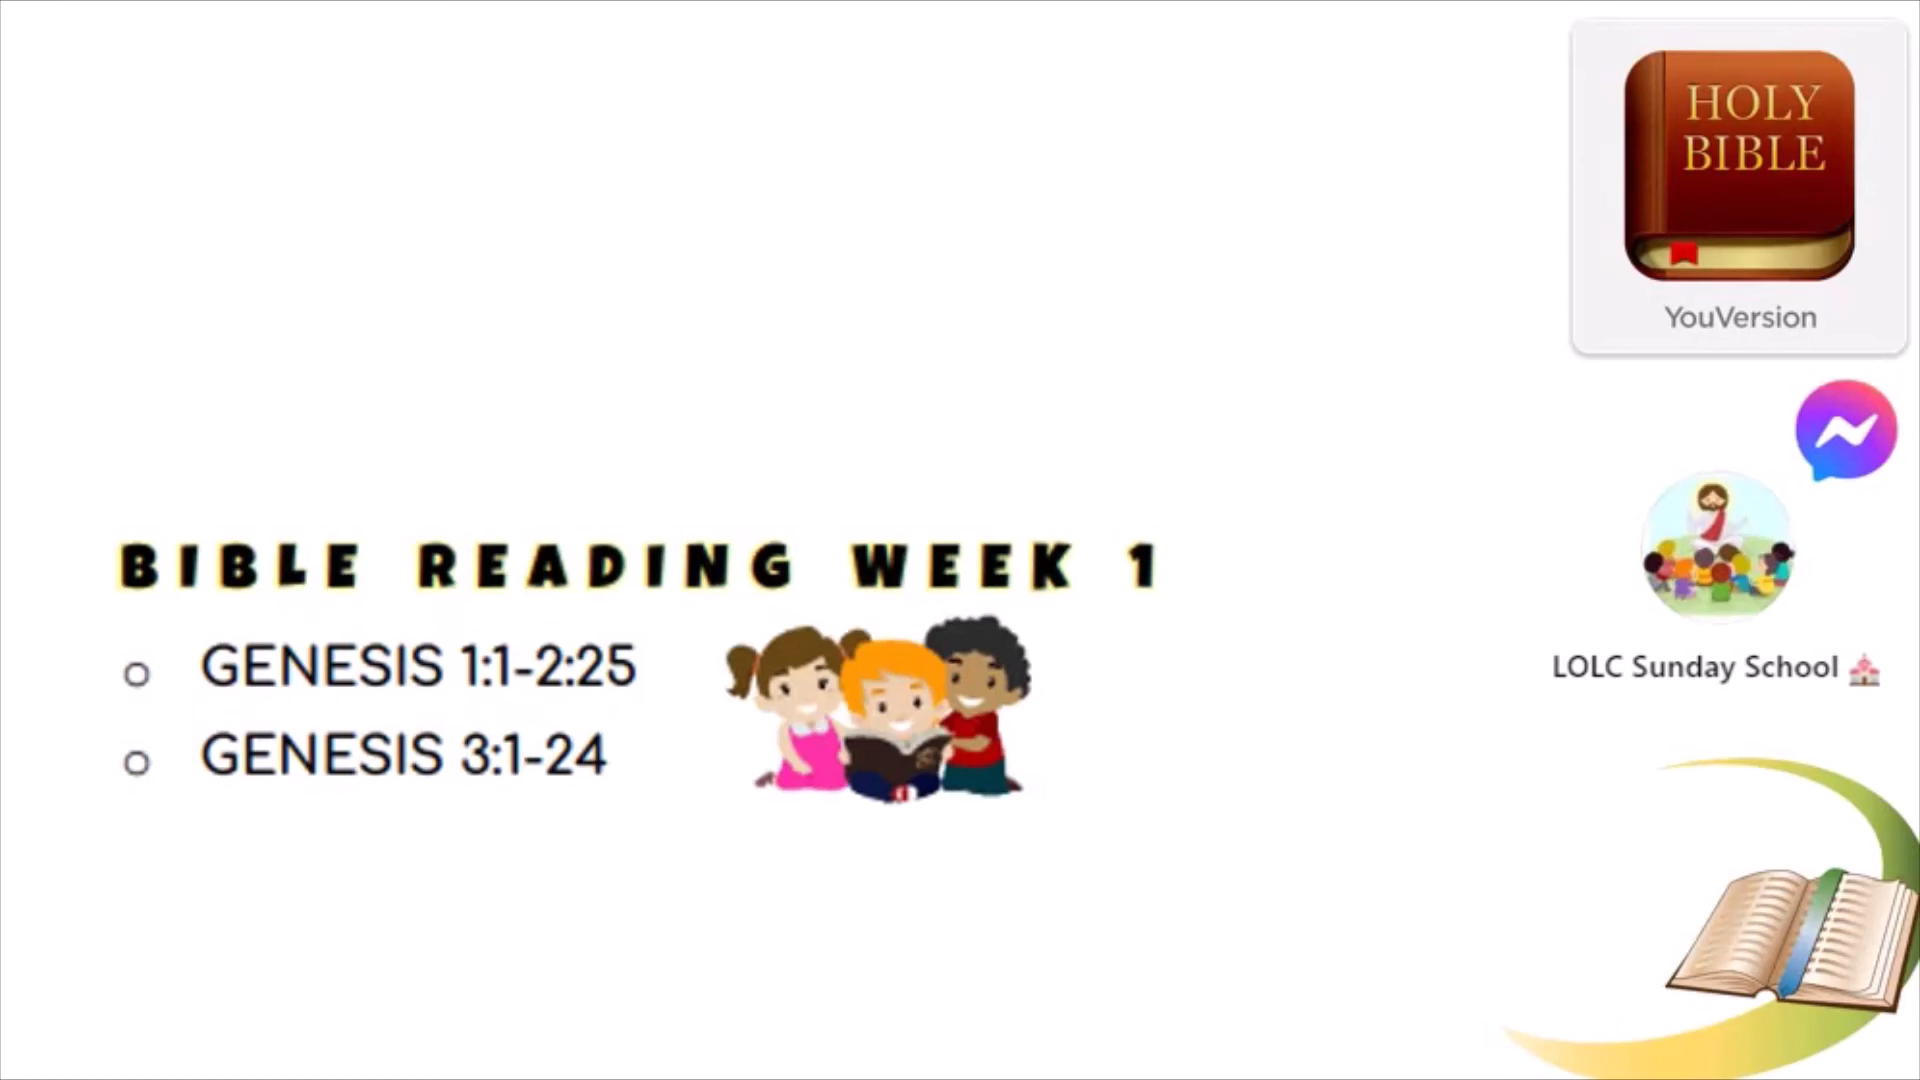 HOLY
BIBLE
YouVersion
BIBLE READING WEEK 1
GENESIS 1:1-2:25
GENESIS 3:1-24
LOLC Sunday School